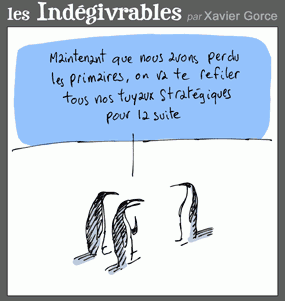 les Indégivrables par Xavier Gorce
Maintenant que nous avons perdu
les primaires, on va te refiler
tous nos tuyaux stratégiques
pour la suite